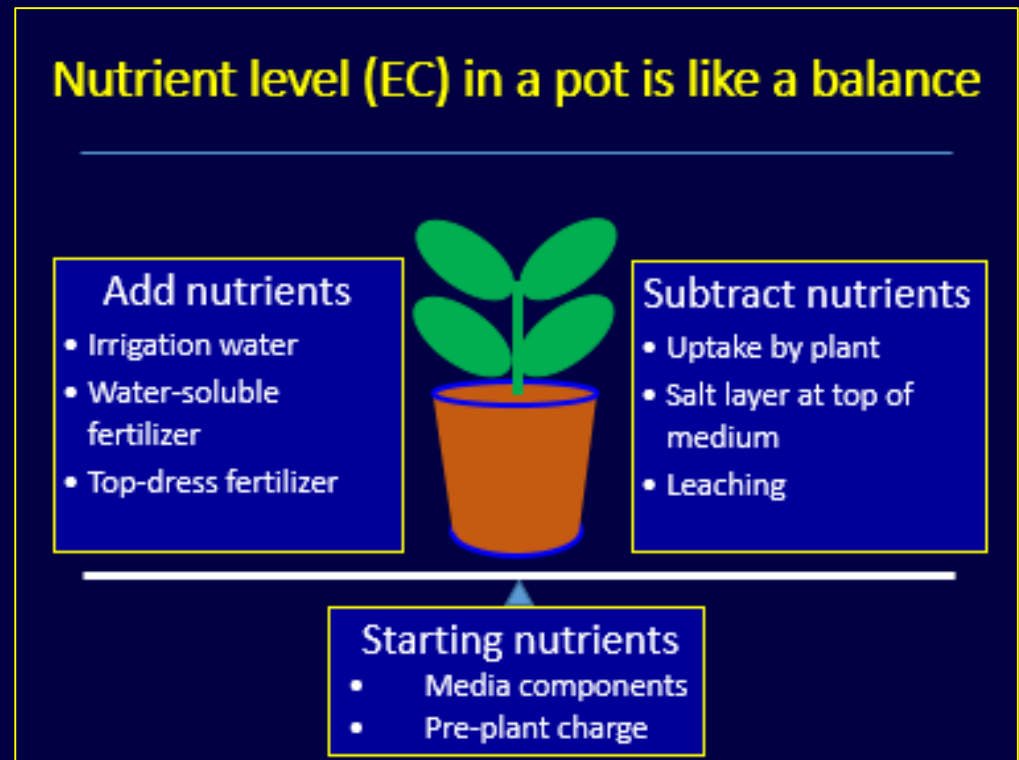 Nutrient level (EC) in a pot is like a balance
Add nutrients
• Irrigation water
• Water-soluble
fertilizer
• Top-dress fertilizer
Subtract nutrients
• Uptake by plant
• Salt layer at top of
medium
• Leaching
Starting nutrients
• Media components
• Pre-plant charge